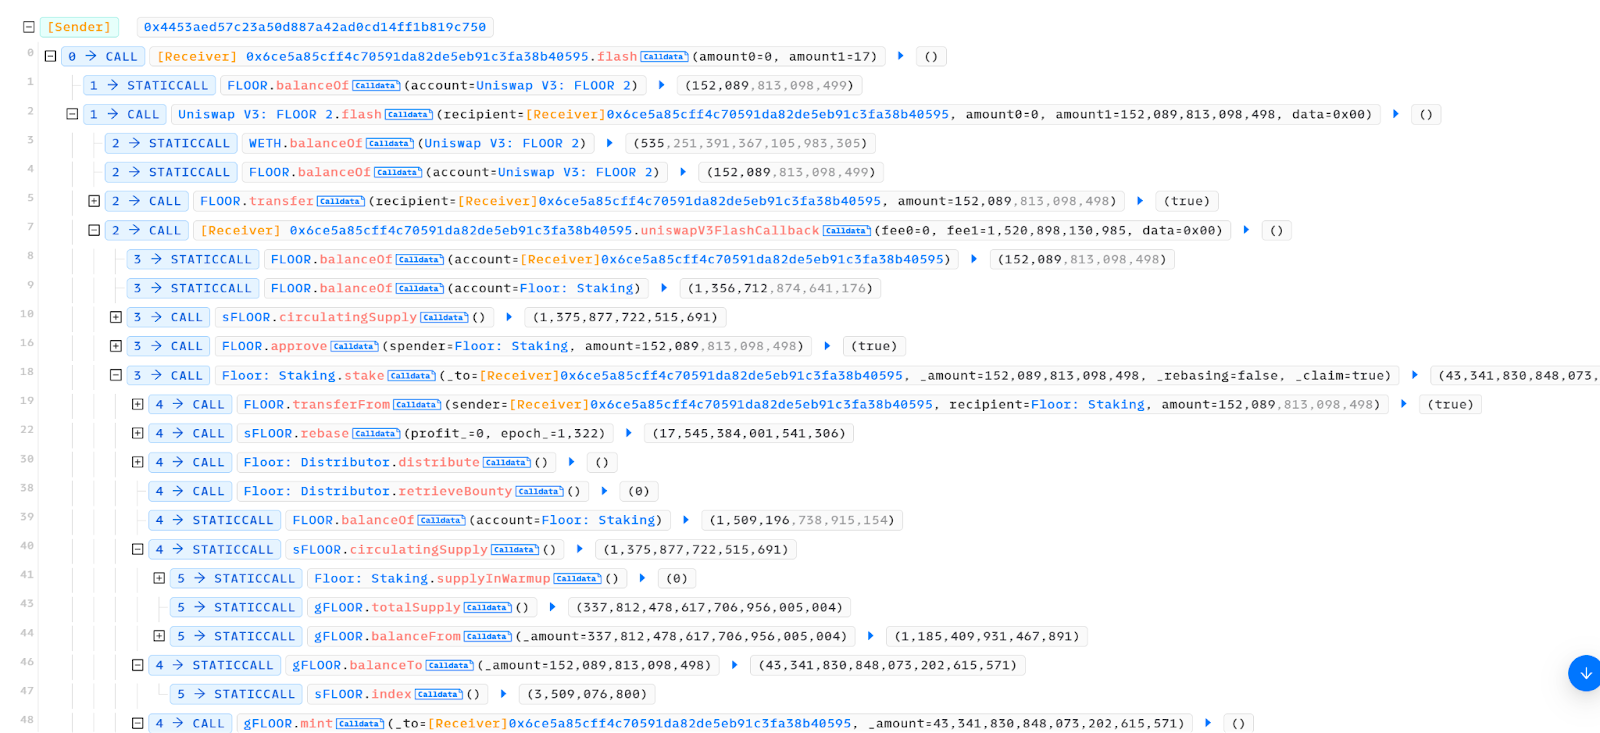 [Sender] 0x4453aed57c23a50d887a42ad0cd14ff1b819c750
0 0 → CALL [Receiver] 0x6ce5a85cff4c70591da82de5eb91c3fa38b40595.flash Calldata (amount0=0, amount1=17) ()
1 1 → STATICCALL FLOOR.balanceOf Calldata (account=Uniswap V3: FLOOR 2) (152,089,813,098,499)
2 1 → CALL Uniswap V3: FLOOR 2.flash Calldata (recipient=[Receiver]0x6ce5a85cff4c70591da82de5eb91c3fa38b40595, amount0=0, amount1=152,089,813,098,498, data=0x00) ()
3 2 → STATICCALL WETH.balanceOf Calldata (Uniswap V3: FLOOR 2) (535,251,391,367,105,983,305)
4 2 → STATICCALL FLOOR.balanceOf Calldata (account=Uniswap V3: FLOOR 2) (152,089,813,098,499)
5 2 → CALL FLOOR.transfer Calldata (recipient=[Receiver]0x6ce5a85cff4c70591da82de5eb91c3fa38b40595, amount=152,089,813,098,498) (true)
7 2 → CALL [Receiver] 0x6ce5a85cff4c70591da82de5eb91c3fa38b40595.uniswapV3FlashCallback Calldata (fee0=0, fee1=1,520,898,130,985, data=0x00) ()
8 3 → STATICCALL FLOOR.balanceOf Calldata (account=[Receiver]0x6ce5a85cff4c70591da82de5eb91c3fa38b40595) (152,089,813,098,498)
9 3 → STATICCALL FLOOR.balanceOf Calldata (account=Floor: Staking) (1,356,712,874,641,176)
10 3 → CALL sFLOOR.circulatingSupply Calldata () (1,375,877,722,515,691)
16 3 → CALL FLOOR.approve Calldata (spender=Floor: Staking, amount=152,089,813,098,498) (true)
18 3 → CALL Floor: Staking.stake Calldata (_to=[Receiver]0x6ce5a85cff4c70591da82de5eb91c3fa38b40595, _amount=152,089,813,098,498, _rebasing=false, _claim=true) (43,341,830,848,073,
19 4 → CALL FLOOR.transferFrom Calldata (sender=[Receiver]0x6ce5a85cff4c70591da82de5eb91c3fa38b40595, recipient=Floor: Staking, amount=152,089,813,098,498) (true)
22 4 → CALL sFLOOR.rebase Calldata (profit_=0, epoch_=1,322) (17,545,384,001,541,306)
30 4 → CALL Floor: Distributor.distribute Calldata () ()
38 4 → CALL Floor: Distributor.retrieveBounty Calldata () (0)
39 4 → STATICCALL FLOOR.balanceOf Calldata (account=Floor: Staking) (1,509,196,738,915,154)
40 4 → STATICCALL sFLOOR.circulatingSupply Calldata () (1,375,877,722,515,691)
41 5 → STATICCALL Floor: Staking.supplyInWarmup Calldata () (0)
43 5 → STATICCALL gFLOOR.totalSupply Calldata () (337,812,478,617,706,956,005,004)
44 5 → STATICCALL gFLOOR.balanceFrom Calldata (_amount=337,812,478,617,706,956,005,004) (1,185,409,931,467,891)
46 4 → STATICCALL gFLOOR.balanceTo Calldata (_amount=152,089,813,098,498) (43,341,830,848,073,202,615,571)
47 5 → STATICCALL sFLOOR.index Calldata () (3,509,076,800)
48 4 → CALL gFLOOR.mint Calldata (_to=[Receiver]0x6ce5a85cff4c70591da82de5eb91c3fa38b40595, _amount=43,341,830,848,073,202,615,571) ()